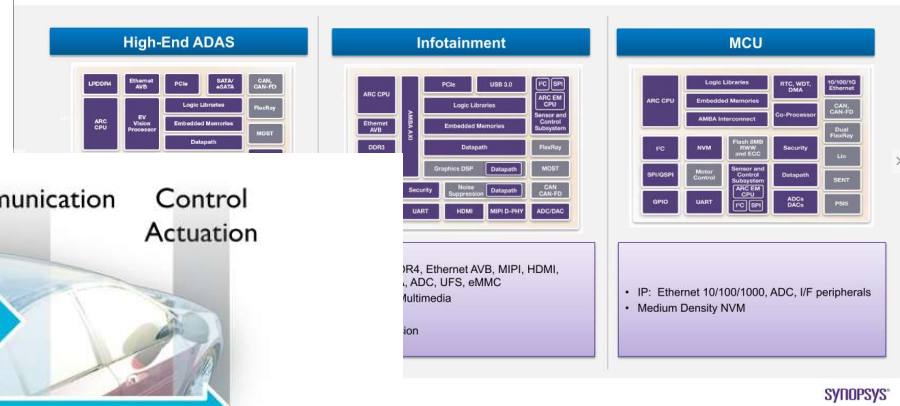 High-End ADAS
LPDDR4
Ethernet
AVB
PCIe
SATA/
eSATA
CAN,
CAN-FD
ARC
CPU
EV
Vision
Processor
Logic Libraries
Embedded Memories
Datapath
FlexRay
MOST
Infotainment
ARC CPU
Ethernet
AVB
DDR3
AMBA AXI
PCIe
USB 3.0
I²C
SPI
ARC EM
CPU
Sensor and
Control
Subsystem
Logic Libraries
Embedded Memories
Datapath
FlexRay
Graphics DSP
Datapath
MOST
Security
Noise
Suppression
Datapath
CAN
CAN-FD
UART
HDMI
MIPI D-PHY
ADC/DAC
MCU
ARC CPU
Logic Libraries
Embedded Memories
AMBA Interconnect
RTC, WDT,
DMA
Co-Processor
10/100/1G
Ethernet
CAN,
CAN-FD
Dual
FlexRay
I²C
NVM
Flash 8MB
RWW
and ECC
Security
Lin
SPI/QSPI
Motor
Control
Sensor and
Control
Subsystem
ARC EM
CPU
I²C
SPI
Datapath
SENT
GPIO
UART
ADCs
DACs
PSI5
munication
Control
Actuation
DR4, Ethernet AVB, MIPI, HDMI,
, ADC, UFS, eMMC
Multimedia
ion
• IP: Ethernet 10/100/1000, ADC, I/F peripherals
• Medium Density NVM
SYNOPSYS®